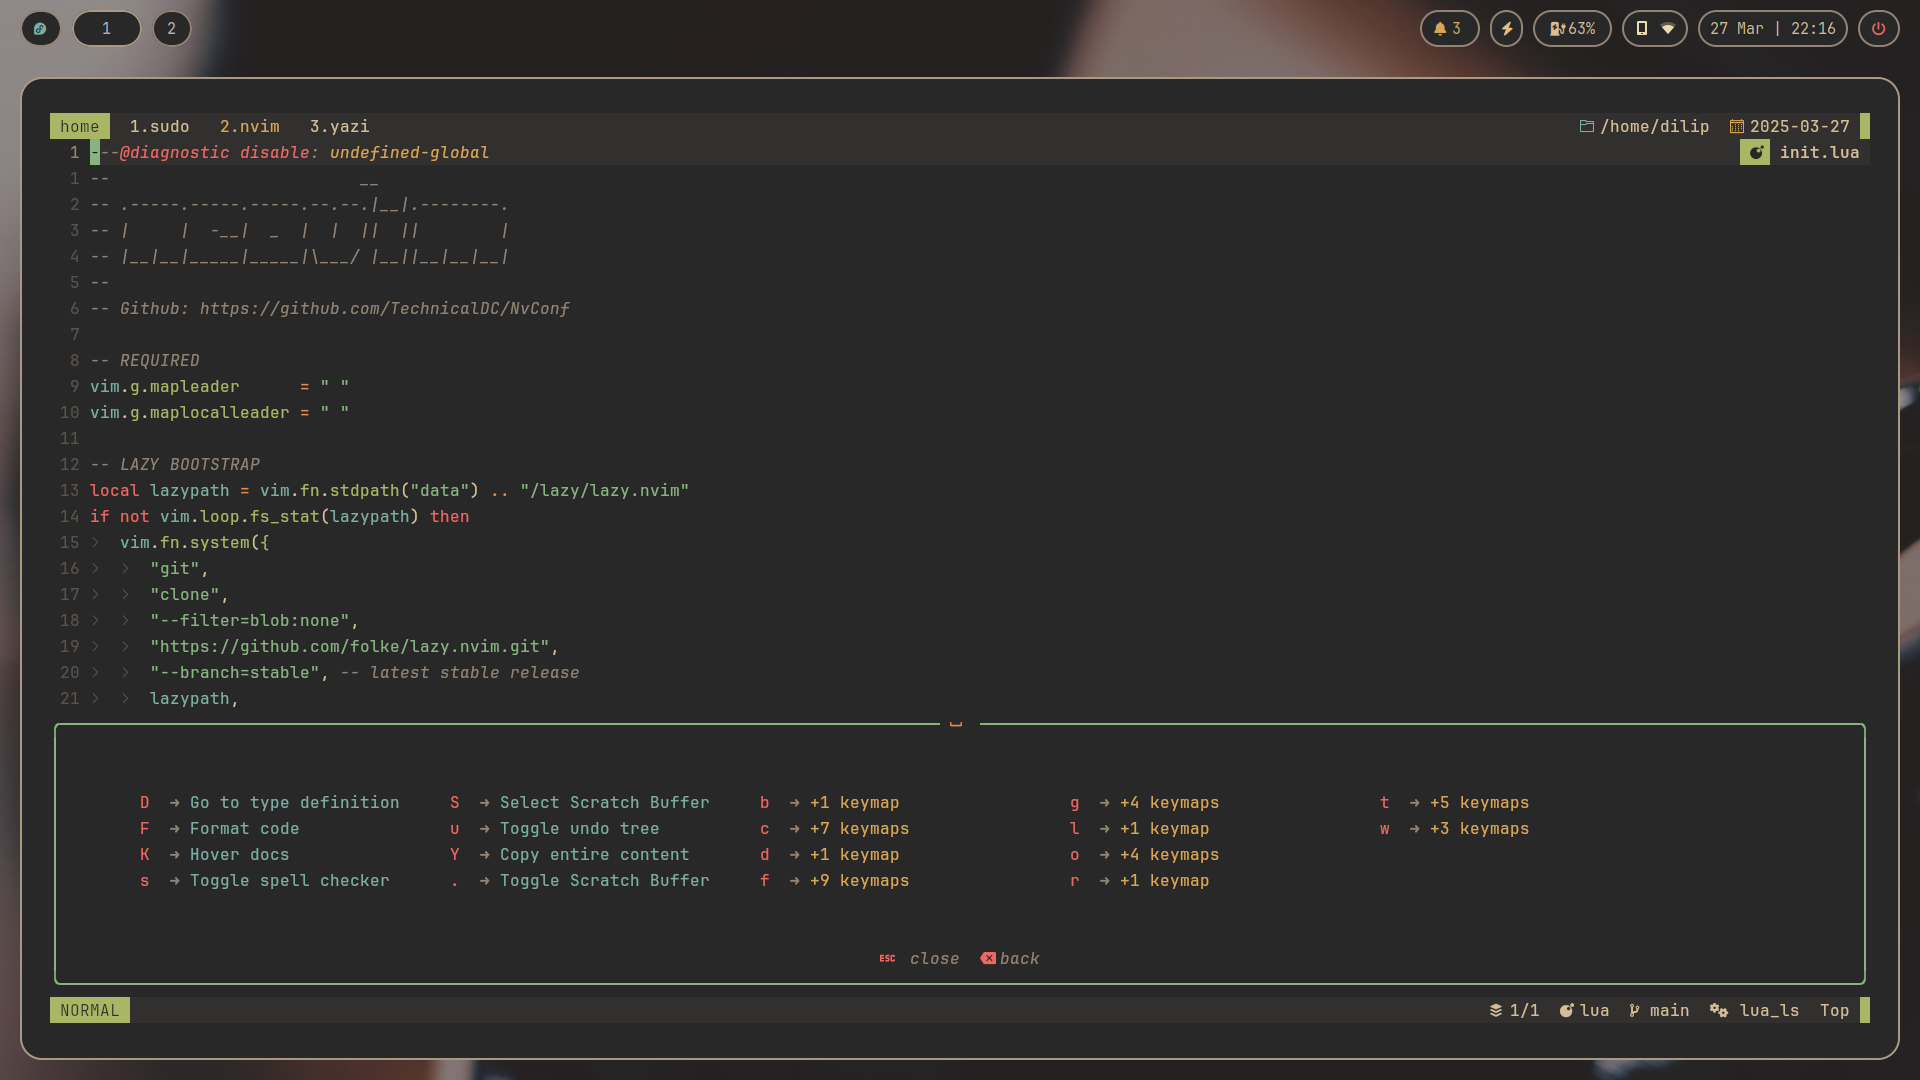 1 2 3 63% 27 Mar | 22:16
home 1.sudo 2.nvim 3.yazi /home/dilip 2025-03-27
1 ---@diagnostic disable: undefined-global init.lua
1 --                         __
2 -- .-----.-----.-----.--.--.|__|.--------.
3 -- |     |  -__|  _  |  |  ||  ||        |
4 -- |__|__|_____|_____|\___/ |__||__|__|__|
5 --
6 -- Github: https://github.com/TechnicalDC/NvConf
7
8 -- REQUIRED
9 vim.g.mapleader      = " "
10 vim.g.maplocalleader = " "
11
12 -- LAZY BOOTSTRAP
13 local lazypath = vim.fn.stdpath("data") .. "/lazy/lazy.nvim"
14 if not vim.loop.fs_stat(lazypath) then
15 >  vim.fn.system({
16 >  >  "git",
17 >  >  "clone",
18 >  >  "--filter=blob:none",
19 >  >  "https://github.com/folke/lazy.nvim.git",
20 >  >  "--branch=stable", -- latest stable release
21 >  >  lazypath,
D → Go to type definition S → Select Scratch Buffer b → +1 keymap g → +4 keymaps t → +5 keymaps
F → Format code u → Toggle undo tree c → +7 keymaps l → +1 keymap w → +3 keymaps
K → Hover docs Y → Copy entire content d → +1 keymap o → +4 keymaps
s → Toggle spell checker . → Toggle Scratch Buffer f → +9 keymaps r → +1 keymap
ESC close back
NORMAL 1/1 lua main lua_ls Top